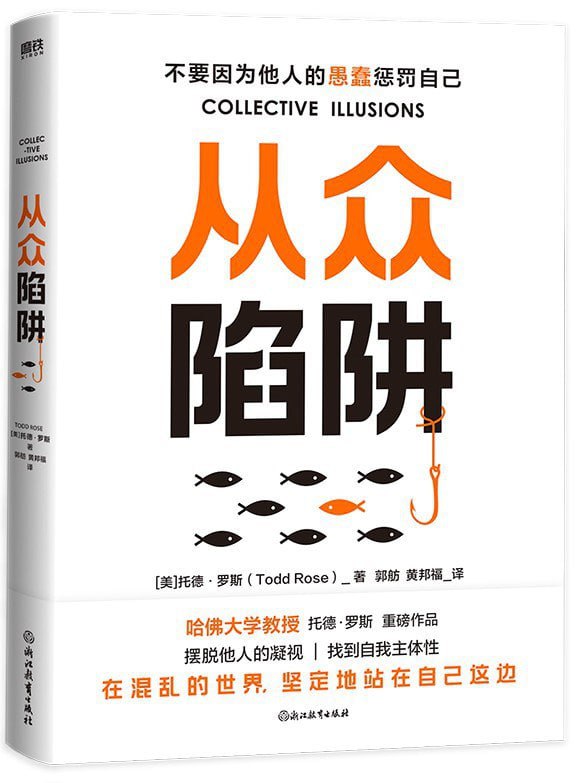 磨铁
XIRON
COLLEC
-TIVE
ILLUSIONS
从众陷阱
TODD ROSE
[美]托德·罗斯
著
郭舫 黄邦福
译
浙江教育出版社
不要因为他人的愚蠢惩罚自己
COLLECTIVE ILLUSIONS
从众
陷阱
[美]托德·罗斯（Todd Rose）_著 郭舫 黄邦福_译
哈佛大学教授 托德·罗斯 重磅作品
摆脱他人的凝视｜找到自我主体性
在混乱的世界，坚定地站在自己这边
浙江教育出版社